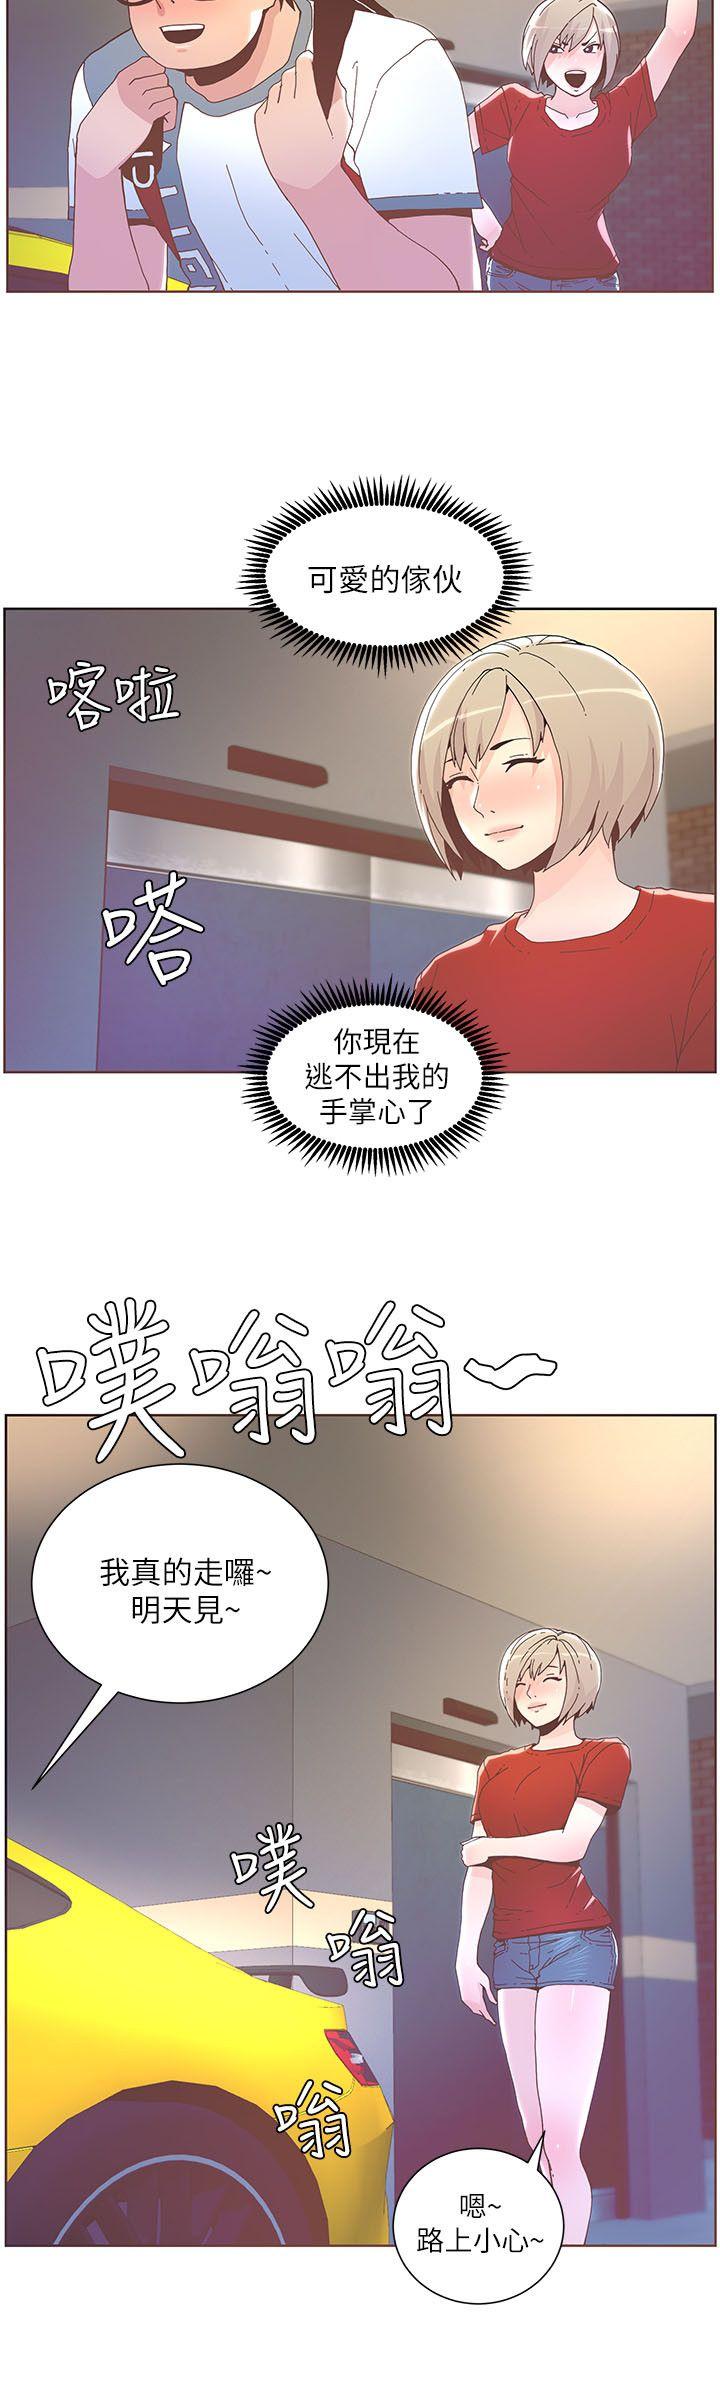 可愛的傢伙
喀啦
嗒
你現在
逃不出我的
手掌心了
噗嗡嗡~
我真的走囉~
明天見~
噗
嗡
嗡
嗯~
路上小心~